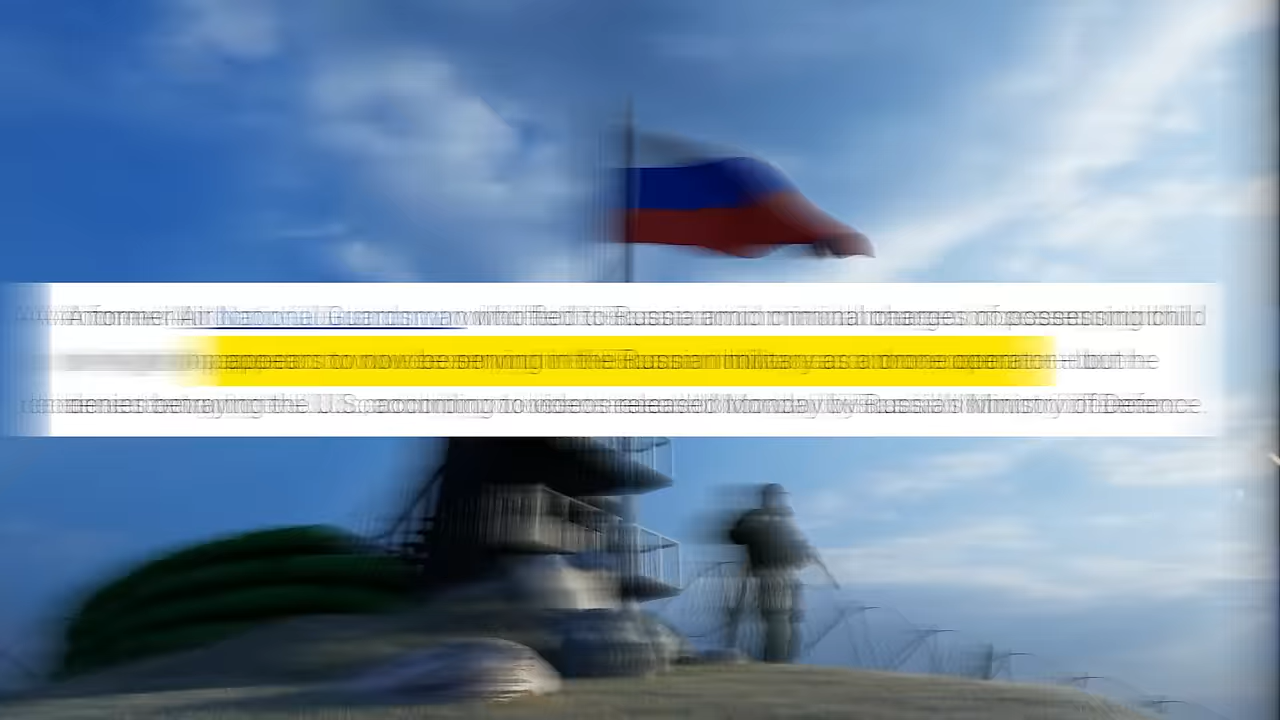 A former Air National Guardsman who fled to Russia amid criminal charges of possessing child
appears to now be serving in the Russian military as a drone operator — but he
denies betraying the U.S., according to videos released Monday by Russia's Ministry of Defence.